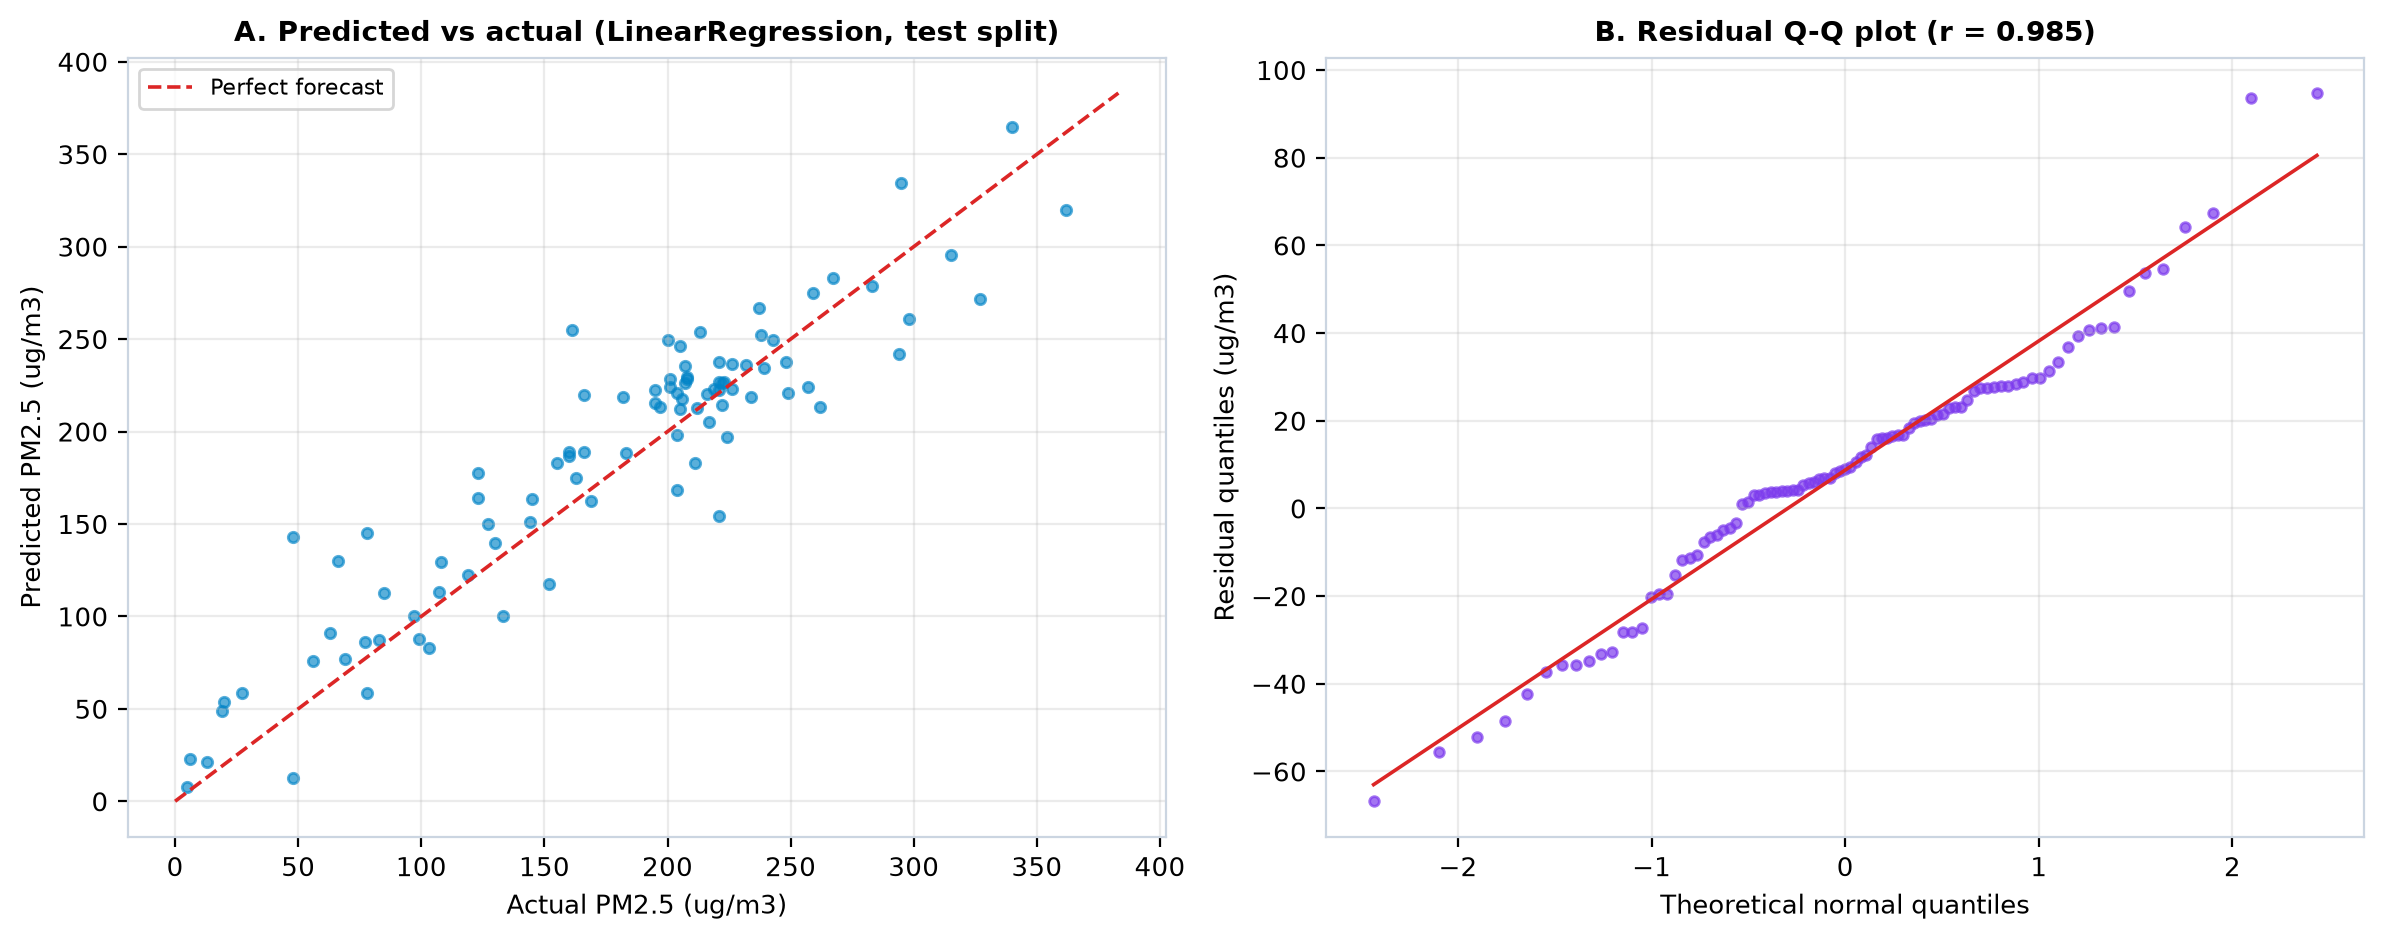 A. Predicted vs actual (LinearRegression, test split)
Perfect forecast
400
350
300
250
200
150
100
50
0
Predicted PM2.5 (ug/m3)
0 50 100 150 200 250 300 350 400
Actual PM2.5 (ug/m3)
B. Residual Q-Q plot (r = 0.985)
100
80
60
40
20
0
−20
−40
−60
Residual quantiles (ug/m3)
−2 −1 0 1 2
Theoretical normal quantiles